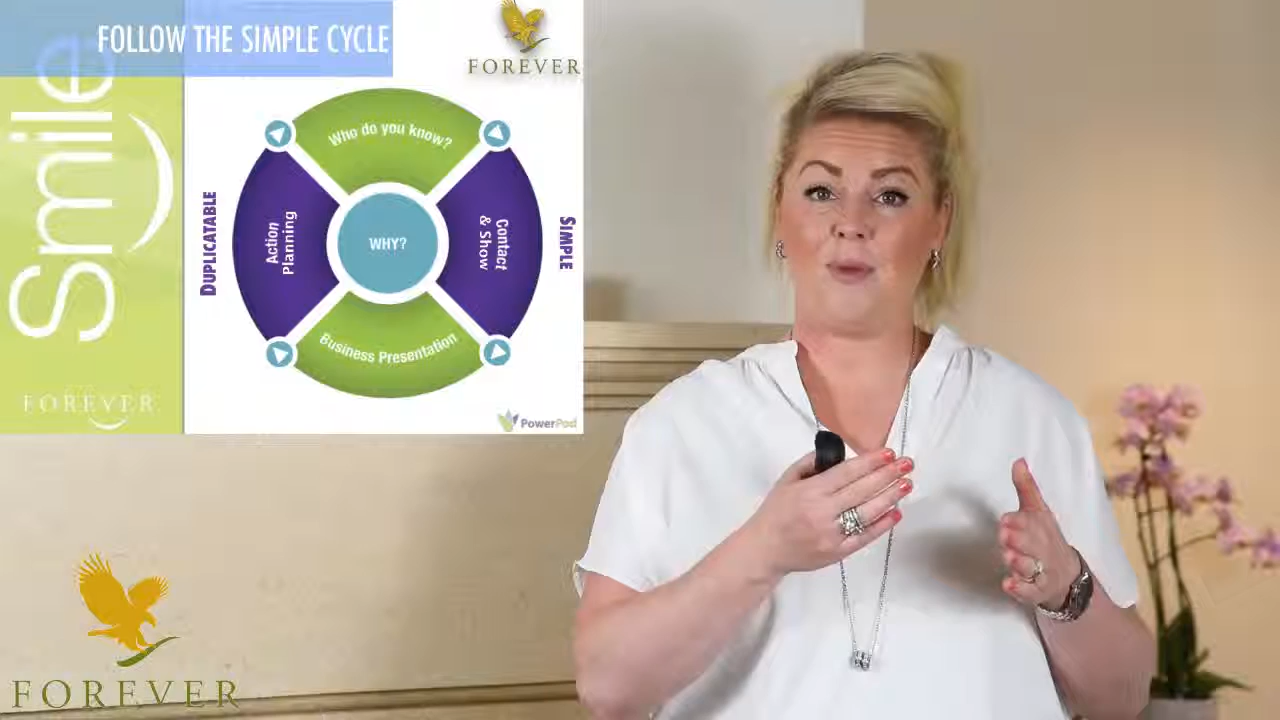 FOLLOW THE SIMPLE CYCLE
FOREVER
Smile
Who do you know?
DUPLICATABLE
Action
Planning
WHY?
Contact
& Show
SIMPLE
Business Presentation
FOREVER
PowerPod
FOREVER